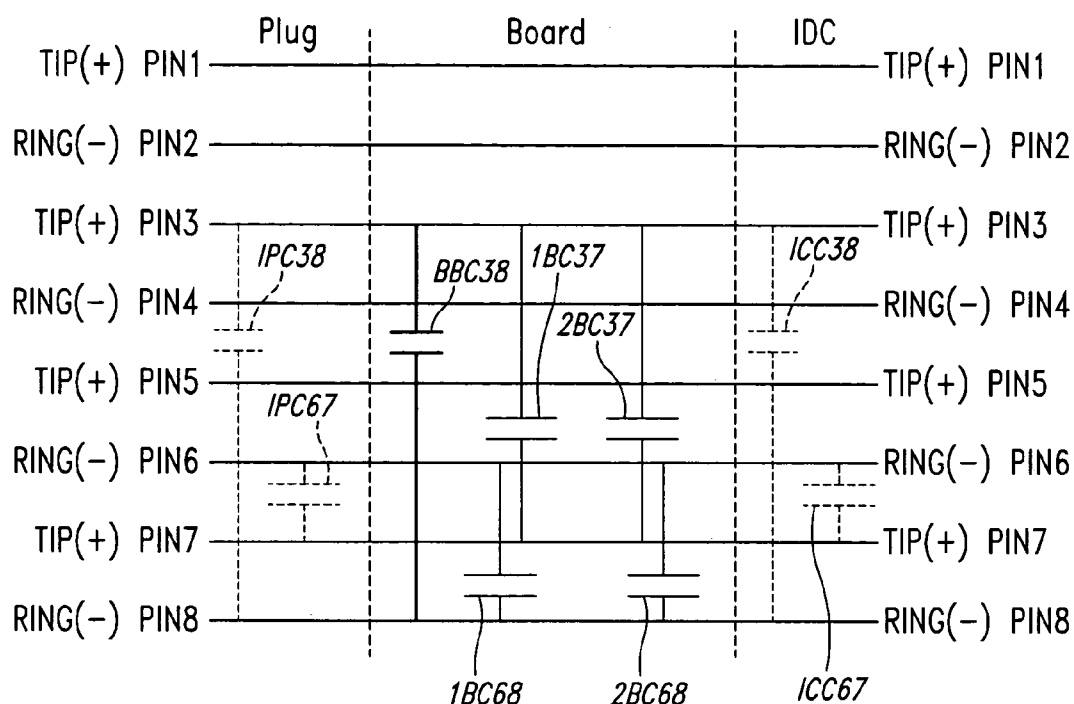 Plug Board IDC
TIP(+) PIN1 TIP(+) PIN1
RING(-) PIN2 RING(-) PIN2
TIP(+) PIN3 TIP(+) PIN3
IPC38 BBC38 1BC37 ICC38
RING(-) PIN4 RING(-) PIN4
2BC37
TIP(+) PIN5 TIP(+) PIN5
IPC67
RING(-) PIN6 RING(-) PIN6
TIP(+) PIN7 TIP(+) PIN7
RING(-) PIN8 RING(-) PIN8
1BC68 2BC68 ICC67